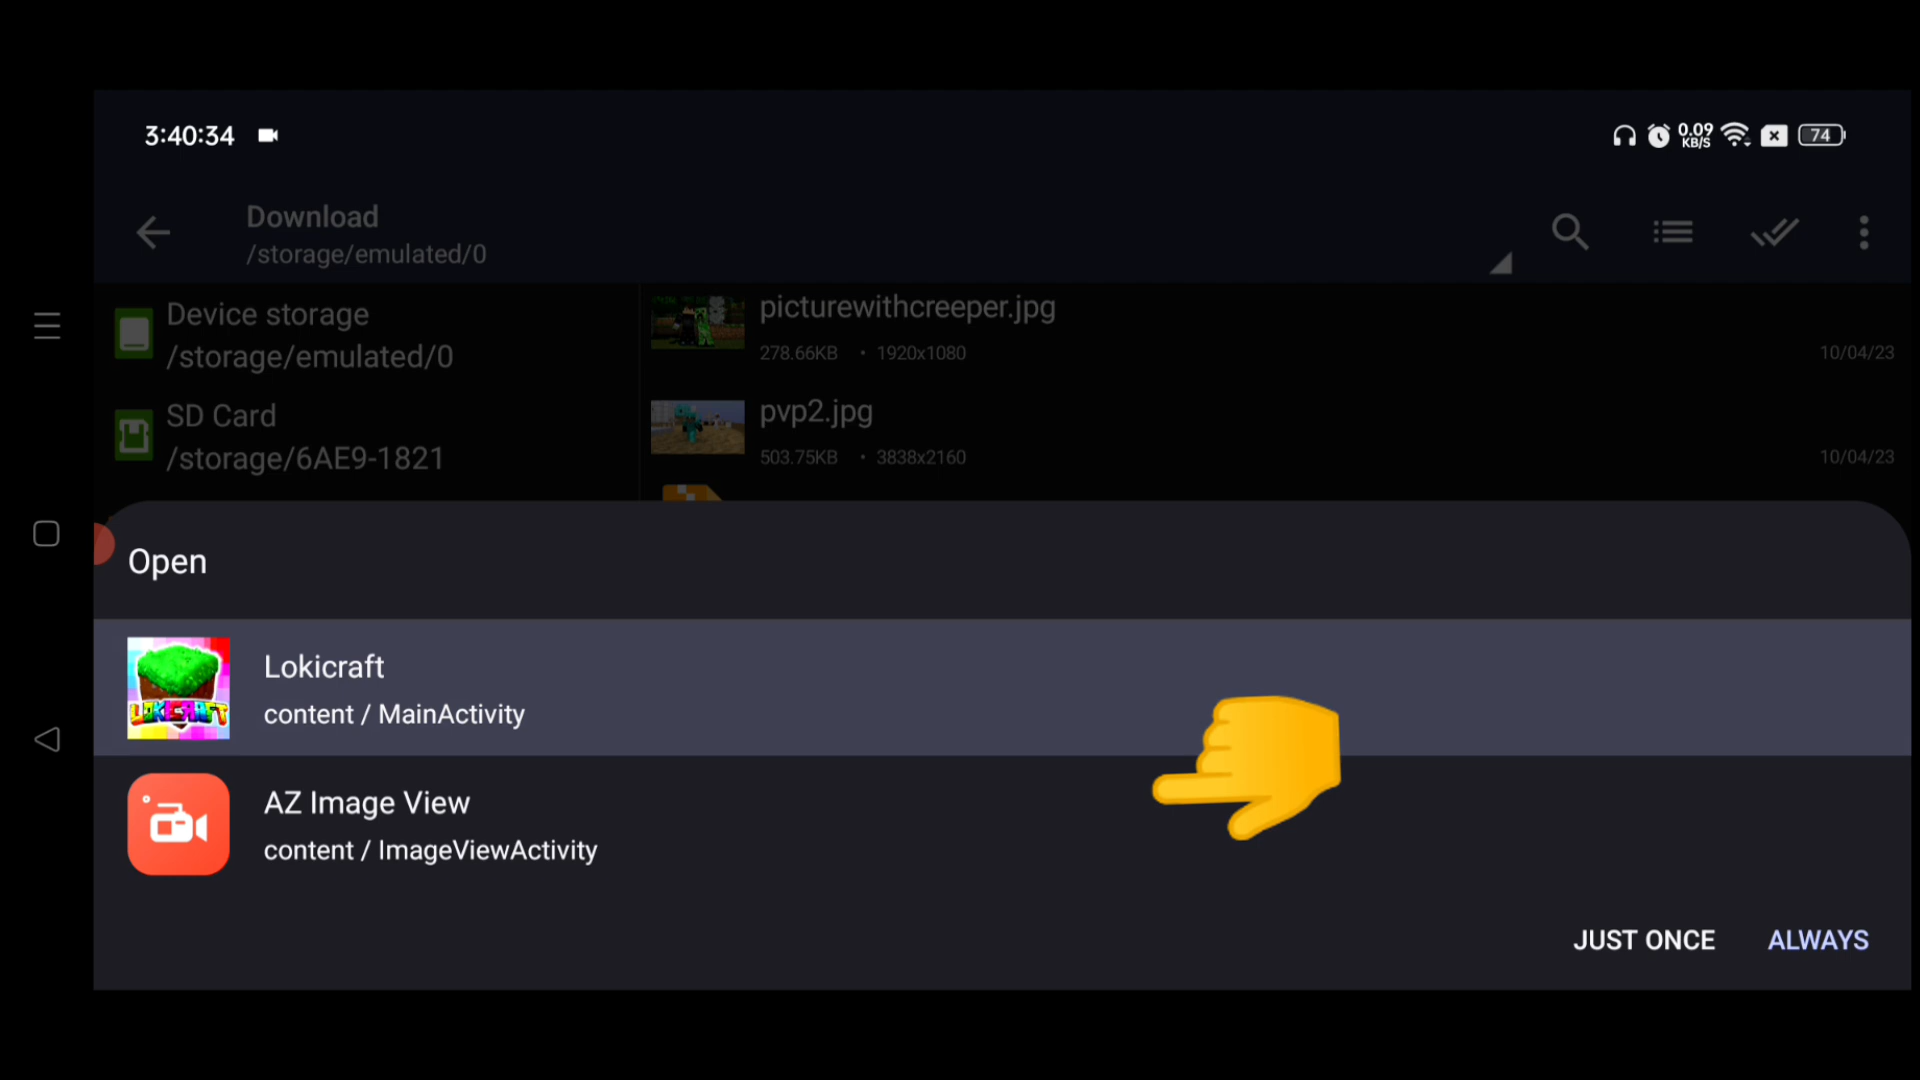 3:40:34
0.09
KB/S
74
Download
/storage/emulated/0
Device storage
/storage/emulated/0
SD Card
/storage/6AE9-1821
picturewithcreeper.jpg
278.66KB • 1920x1080
10/04/23
pvp2.jpg
503.75KB • 3838x2160
10/04/23
Open
LOKICRAFT
Lokicraft
content / MainActivity
AZ Image View
content / ImageViewActivity
JUST ONCE
ALWAYS